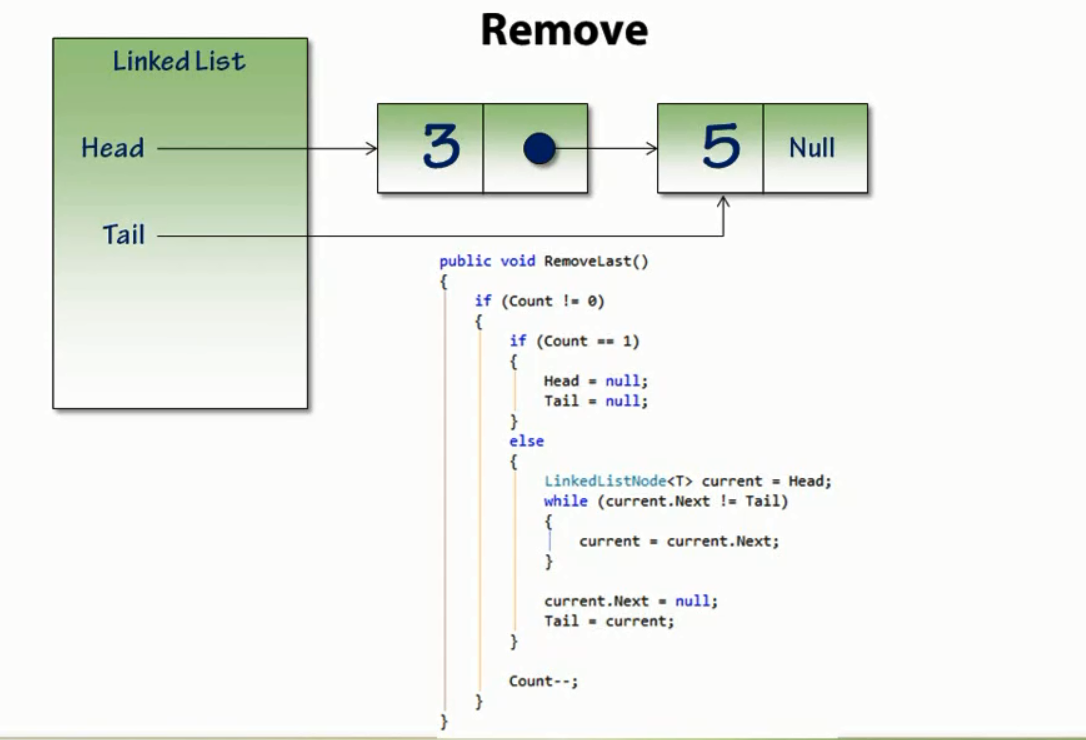 Remove
Linked List
Head
3
5
Null
Tail
public void RemoveLast()
{
if (Count != 0)
{
if (Count == 1)
{
Head = null;
Tail = null;
}
else
{
LinkedListNode<T> current = Head;
while (current.Next != Tail)
{
current = current.Next;
}
current.Next = null;
Tail = current;
}
Count--;
}
}